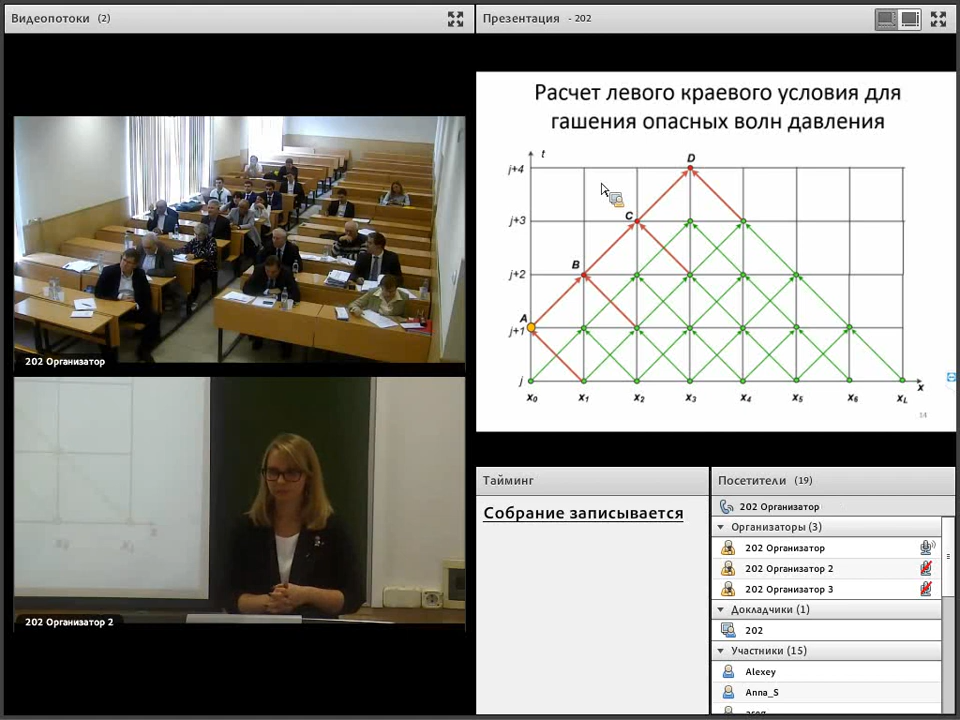 Видеопотоки (2)
202 Организатор
202 Организатор 2
Презентация - 202
Расчет левого краевого условия для
гашения опасных волн давления
t
D
j+4
C
j+3
B
j+2
A
j+1
j
x
x₀ x₁ x₂ x₃ x₄ x₅ x₆ x_L
14
Тайминг
Собрание записывается
Посетители (19)
202 Организатор
Организаторы (3)
202 Организатор
202 Организатор 2
202 Организатор 3
Докладчики (1)
202
Участники (15)
Alexey
Anna_S